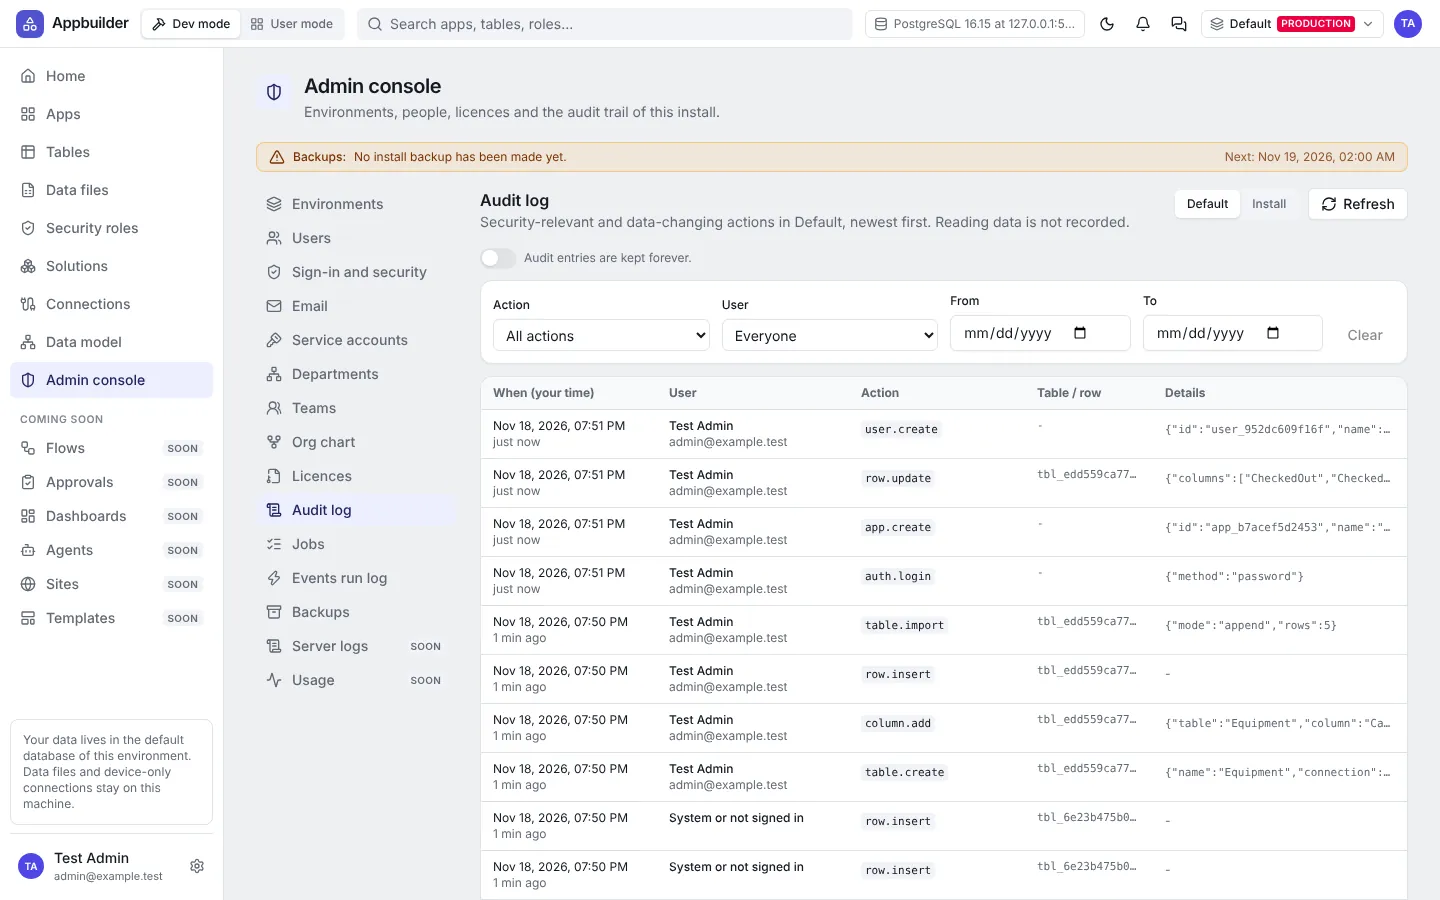 Appbuilder
Dev mode
User mode
Search apps, tables, roles...
PostgreSQL 16.15 at 127.0.0.1:5...
Default PRODUCTION
TA
Home
Apps
Tables
Data files
Security roles
Solutions
Connections
Data model
Admin console
COMING SOON
Flows SOON
Approvals SOON
Dashboards SOON
Agents SOON
Sites SOON
Templates SOON
Your data lives in the default
database of this environment.
Data files and device-only
connections stay on this
machine.
TA
Test Admin
admin@example.test
Admin console
Environments, people, licences and the audit trail of this install.
Backups: No install backup has been made yet.
Next: Nov 19, 2026, 02:00 AM
Environments
Users
Sign-in and security
Email
Service accounts
Departments
Teams
Org chart
Licences
Audit log
Jobs
Events run log
Backups
Server logs SOON
Usage SOON
Audit log
Security-relevant and data-changing actions in Default, newest first. Reading data is not recorded.
Default
Install
Refresh
Audit entries are kept forever.
Action
All actions
User
Everyone
From
mm/dd/yyyy
To
mm/dd/yyyy
Clear
When (your time) User Action Table / row Details
Nov 18, 2026, 07:51 PM Test Admin user.create - {"id":"user_952dc609f16f","name":...
just now admin@example.test
Nov 18, 2026, 07:51 PM Test Admin row.update tbl_edd559ca77... {"columns":["CheckedOut","Checked...
just now admin@example.test
Nov 18, 2026, 07:51 PM Test Admin app.create - {"id":"app_b7acef5d2453","name":"...
just now admin@example.test
Nov 18, 2026, 07:51 PM Test Admin auth.login - {"method":"password"}
just now admin@example.test
Nov 18, 2026, 07:50 PM Test Admin table.import tbl_edd559ca77... {"mode":"append","rows":5}
1 min ago admin@example.test
Nov 18, 2026, 07:50 PM Test Admin row.insert tbl_edd559ca77... -
1 min ago admin@example.test
Nov 18, 2026, 07:50 PM Test Admin column.add tbl_edd559ca77... {"table":"Equipment","column":"Ca...
1 min ago admin@example.test
Nov 18, 2026, 07:50 PM Test Admin table.create tbl_edd559ca77... {"name":"Equipment","connection":...
1 min ago admin@example.test
Nov 18, 2026, 07:50 PM System or not signed in row.insert tbl_6e23b475b0... -
1 min ago
Nov 18, 2026, 07:50 PM System or not signed in row.insert tbl_6e23b475b0... -
1 min ago